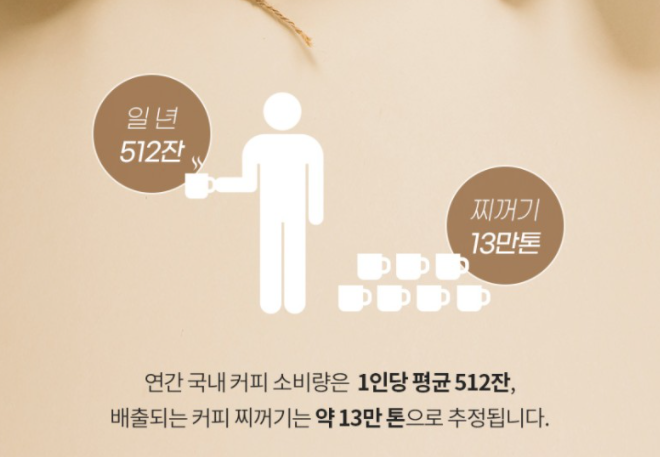 일 년
512잔
찌꺼기
13만톤
연간 국내 커피 소비량은 1인당 평균 512잔,
배출되는 커피 찌꺼기는 약 13만 톤으로 추정됩니다.